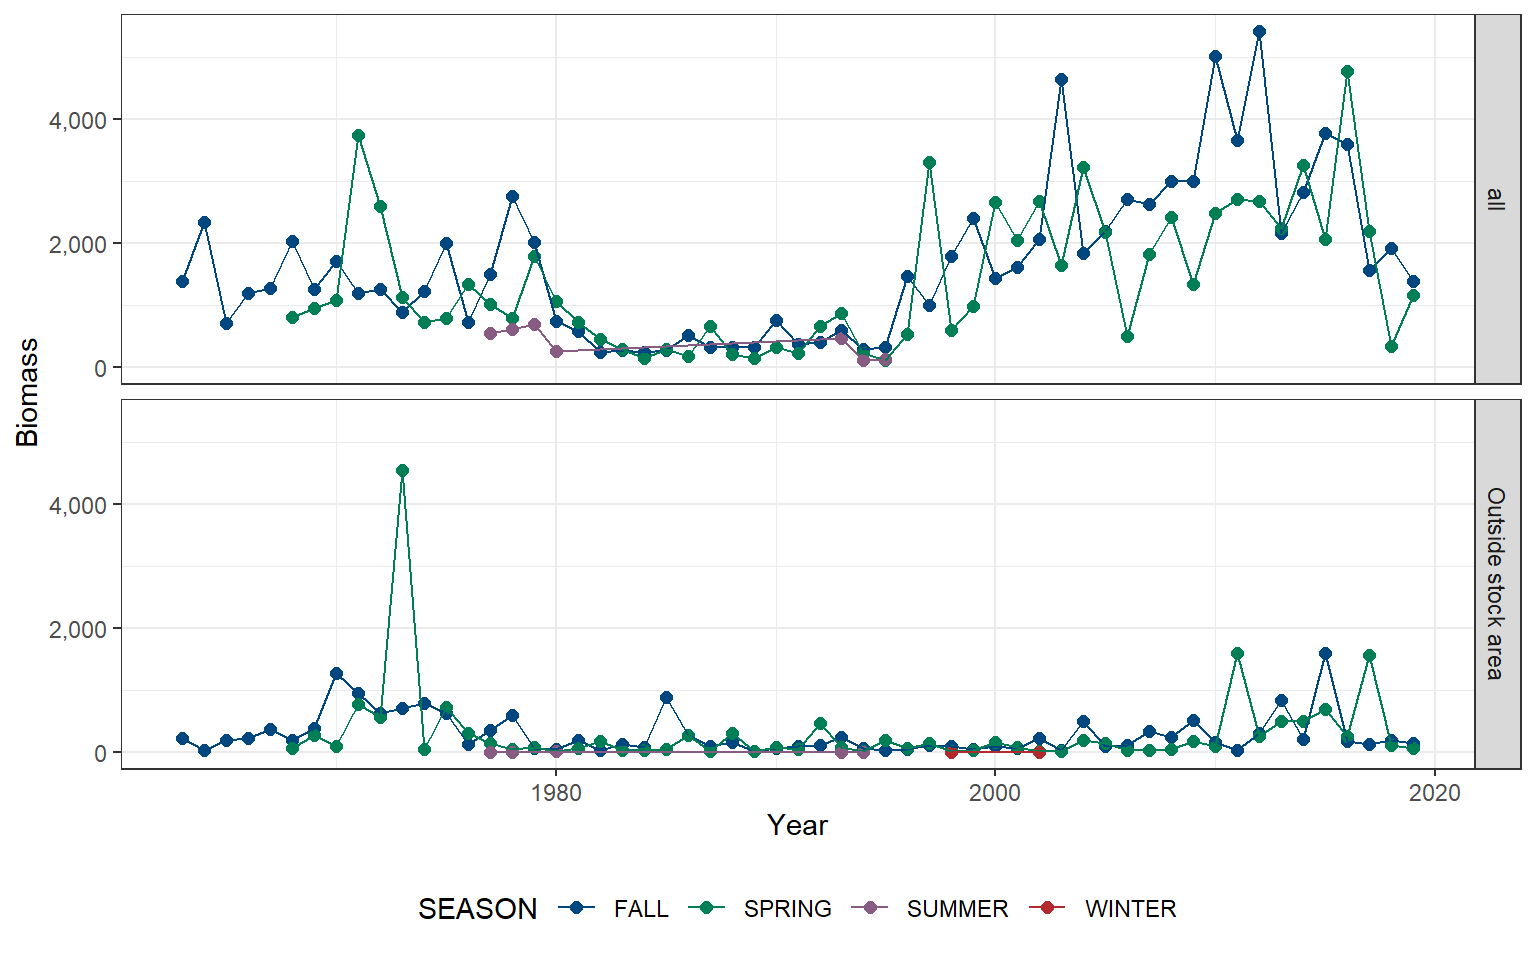 4,000
2,000
0
all
Biomass
4,000
2,000
0
Outside stock area
1980
2000
2020
Year
SEASON FALL SPRING SUMMER WINTER